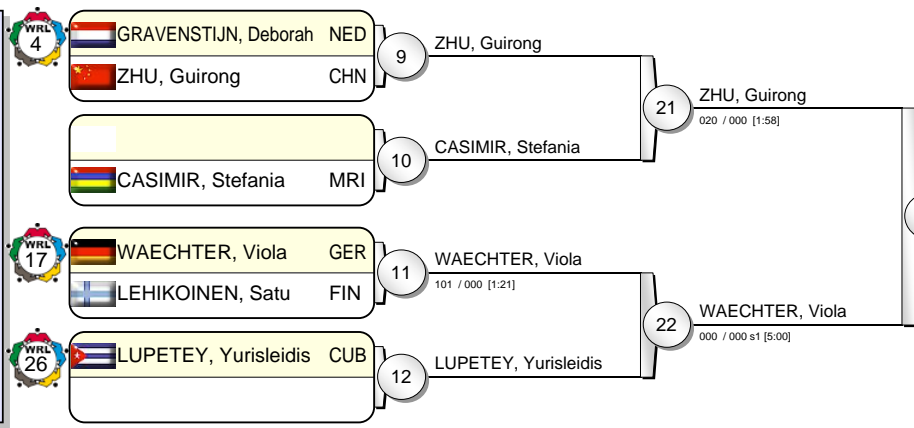 WRL
4
GRAVENSTIJN, Deborah NED
ZHU, Guirong CHN
9
ZHU, Guirong
21
ZHU, Guirong
020 / 000 [1:58]
CASIMIR, Stefania MRI
10
CASIMIR, Stefania
WRL
17
WAECHTER, Viola GER
LEHIKOINEN, Satu FIN
11
WAECHTER, Viola
101 / 000 [1:21]
22
WAECHTER, Viola
000 / 000 s1 [5:00]
WRL
26
LUPETEY, Yurisleidis CUB
12
LUPETEY, Yurisleidis